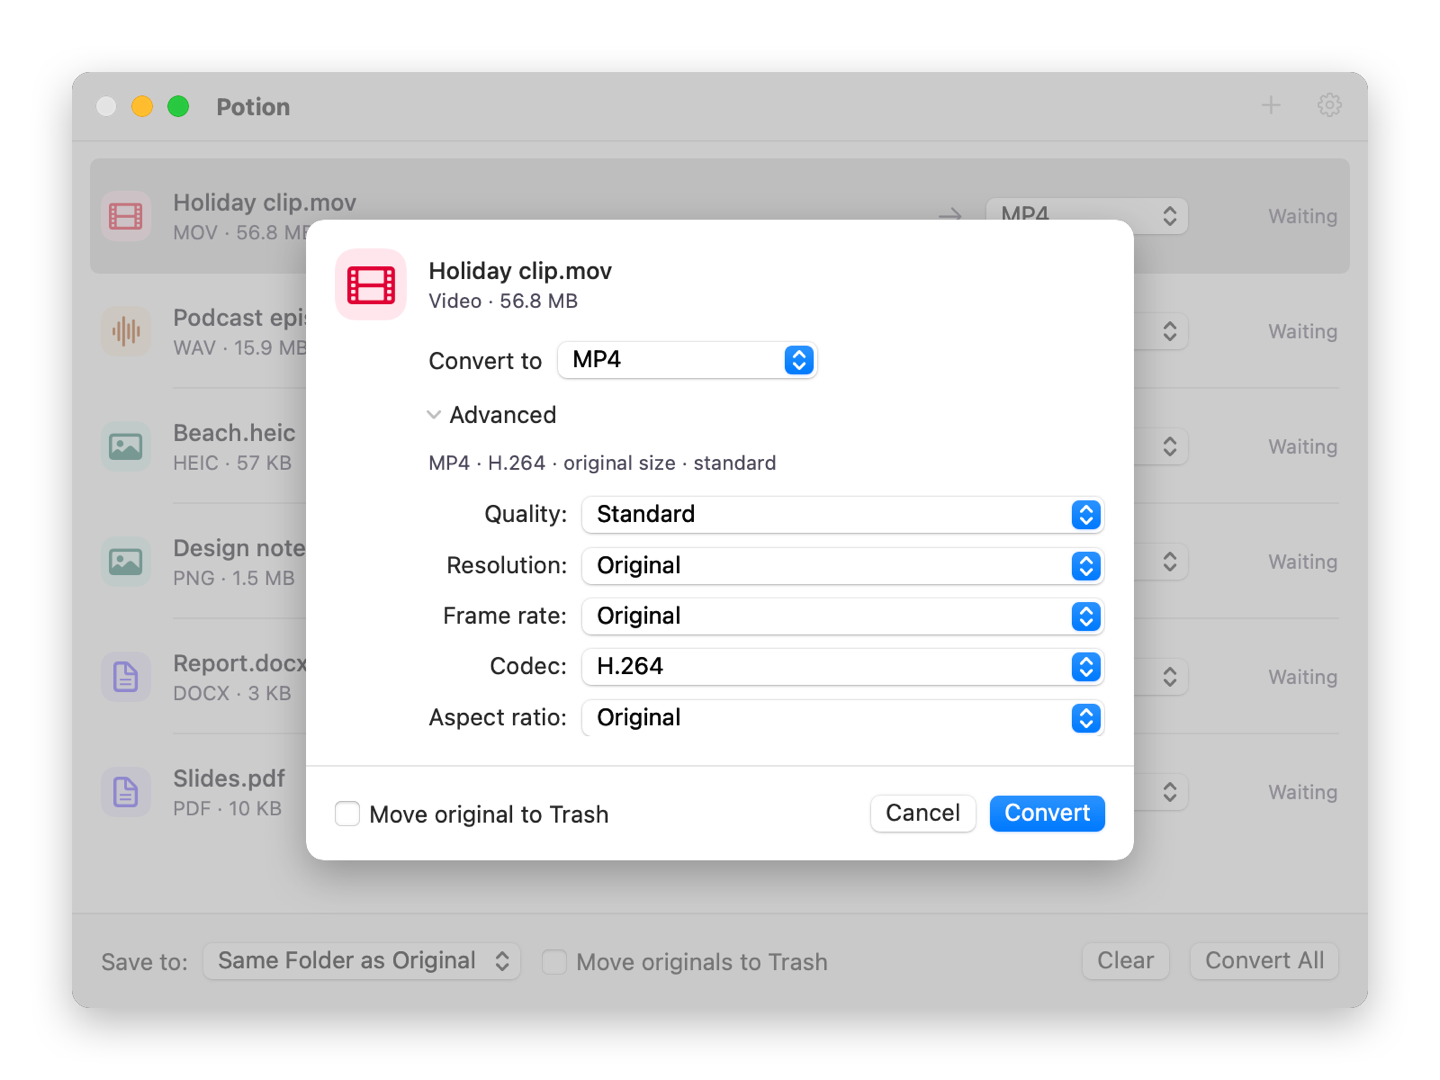 Potion
Holiday clip.mov
MOV · 56.8 MB
MP4
Waiting
Holiday clip.mov
Video · 56.8 MB
Convert to MP4
Advanced
MP4 · H.264 · original size · standard
Quality: Standard
Resolution: Original
Frame rate: Original
Codec: H.264
Aspect ratio: Original
Move original to Trash
Cancel
Convert
Podcast
WAV · 15.9 MB
Waiting
Beach.heic
HEIC · 57 KB
Waiting
Design
PNG · 1.5 MB
Waiting
Report.docx
DOCX · 3 KB
Waiting
Slides.pdf
PDF · 10 KB
Waiting
Save to: Same Folder as Original
Move originals to Trash
Clear
Convert All